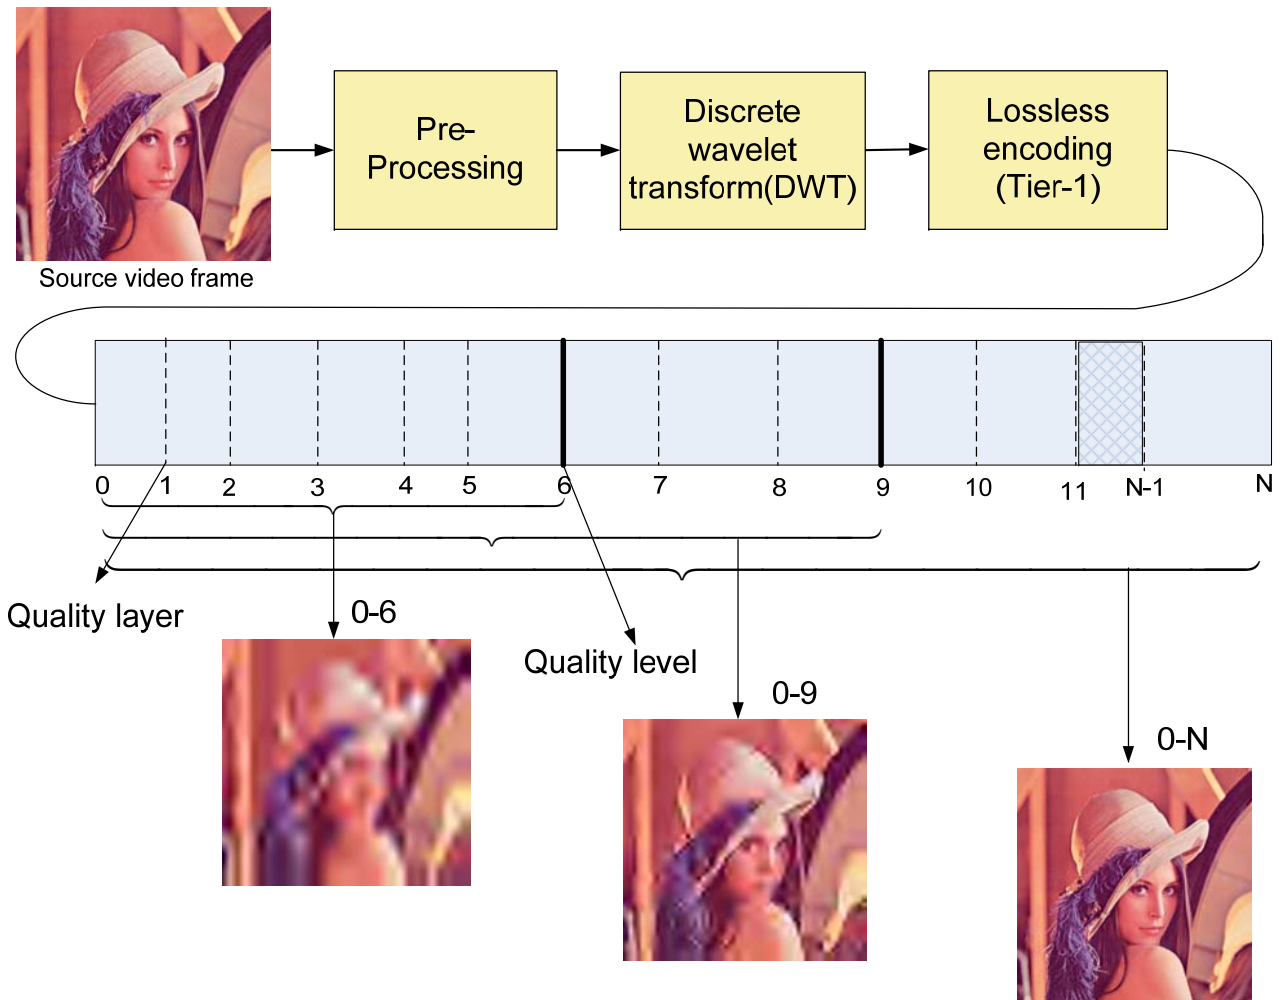 Pre-
Processing
Discrete
wavelet
transform(DWT)
Lossless
encoding
(Tier-1)
Source video frame
0 1 2 3 4 5 6 7 8 9 10 11 N-1 N
Quality layer
0-6
Quality level
0-9
0-N